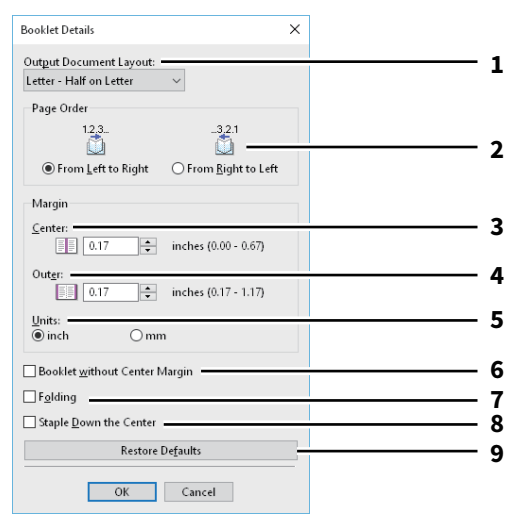 Booklet Details
Output Document Layout: 1
Letter - Half on Letter
Page Order
1.2.3... ...3.2.1 2
From Left to Right From Right to Left
Margin
Center: 3
0.17 inches (0.00 - 0.67)
Outer: 4
0.17 inches (0.17 - 1.17)
Units: 5
inch mm
Booklet without Center Margin 6
Folding 7
Staple Down the Center 8
Restore Defaults 9
OK Cancel